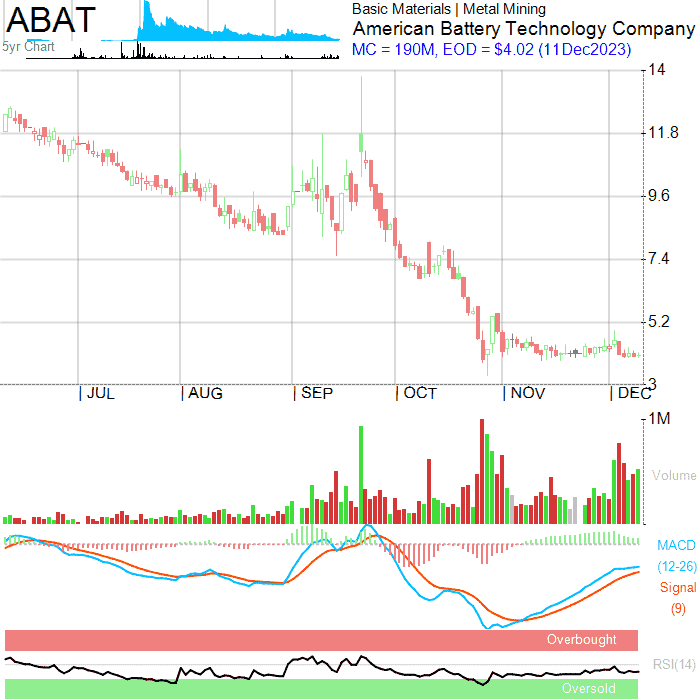 ABAT
5yr Chart
Basic Materials | Metal Mining
American Battery Technology Company
MC = 190M, EOD = $4.02 (11Dec2023)
14
11.8
9.6
7.4
5.2
3
| JUL | AUG | SEP | OCT | NOV | DEC
1M
Volume
MACD
(12-26)
Signal
(9)
Overbought
RSI(14)
Oversold